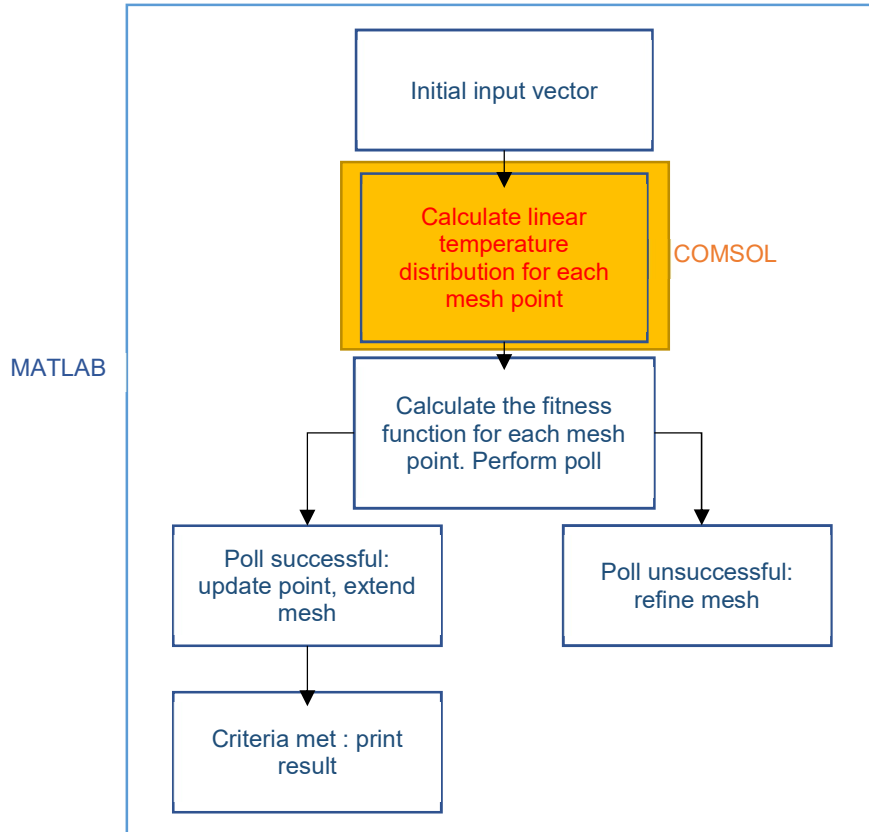 Initial input vector
Calculate linear
temperature
distribution for each
mesh point
COMSOL
MATLAB
Calculate the fitness
function for each mesh
point. Perform poll
Poll successful:
update point, extend
mesh
Poll unsuccessful:
refine mesh
Criteria met : print
result